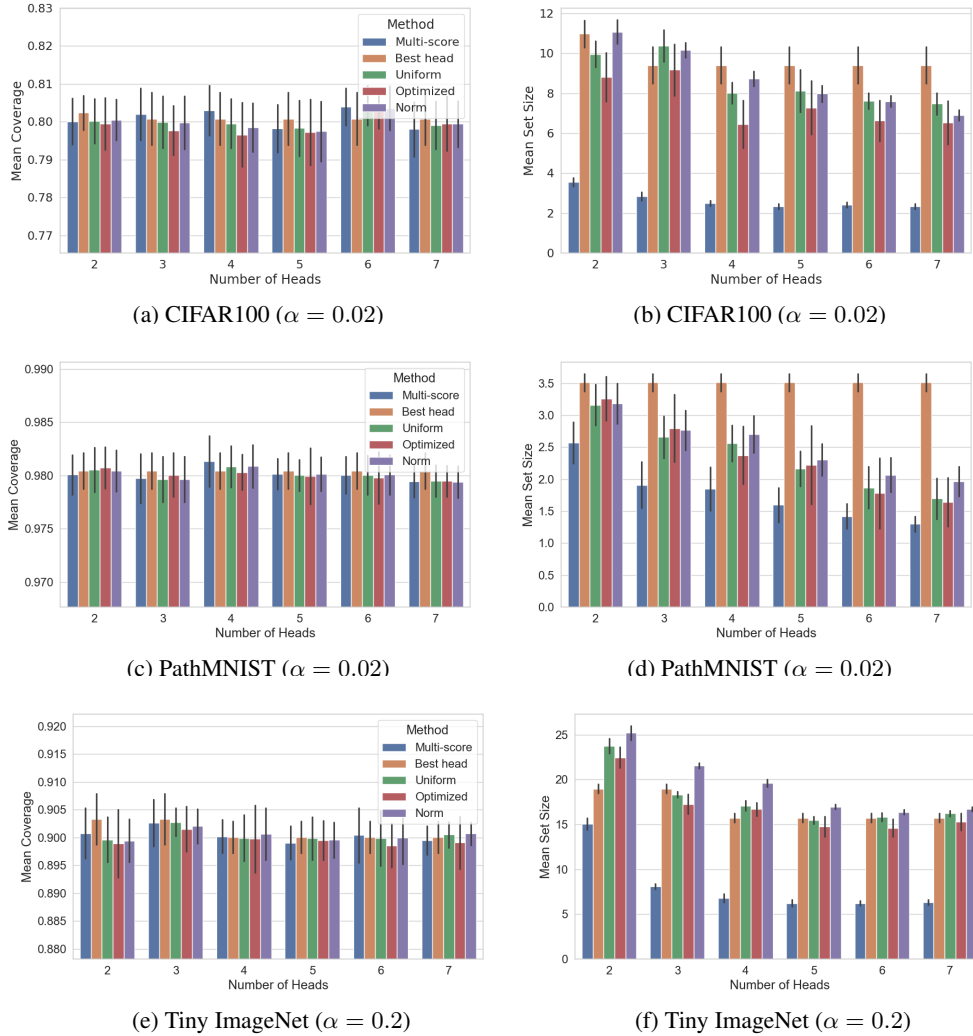 0.83
0.82
0.81
0.80
0.79
0.78
0.77
Mean Coverage
Method
Multi-score
Best head
Uniform
Optimized
Norm
2 3 4 5 6 7
Number of Heads
(a) CIFAR100 (α = 0.02)
12
10
8
6
4
2
0
Mean Set Size
2 3 4 5 6 7
Number of Heads
(b) CIFAR100 (α = 0.02)
0.990
0.985
0.980
0.975
0.970
Mean Coverage
Method
Multi-score
Best head
Uniform
Optimized
Norm
2 3 4 5 6 7
Number of Heads
(c) PathMNIST (α = 0.02)
3.5
3.0
2.5
2.0
1.5
1.0
0.5
0.0
Mean Set Size
2 3 4 5 6 7
Number of Heads
(d) PathMNIST (α = 0.02)
0.920
0.915
0.910
0.905
0.900
0.895
0.890
0.885
0.880
Mean Coverage
Method
Multi-score
Best head
Uniform
Optimized
Norm
2 3 4 5 6 7
Number of Heads
(e) Tiny ImageNet (α = 0.2)
25
20
15
10
5
0
Mean Set Size
2 3 4 5 6 7
Number of Heads
(f) Tiny ImageNet (α = 0.2)